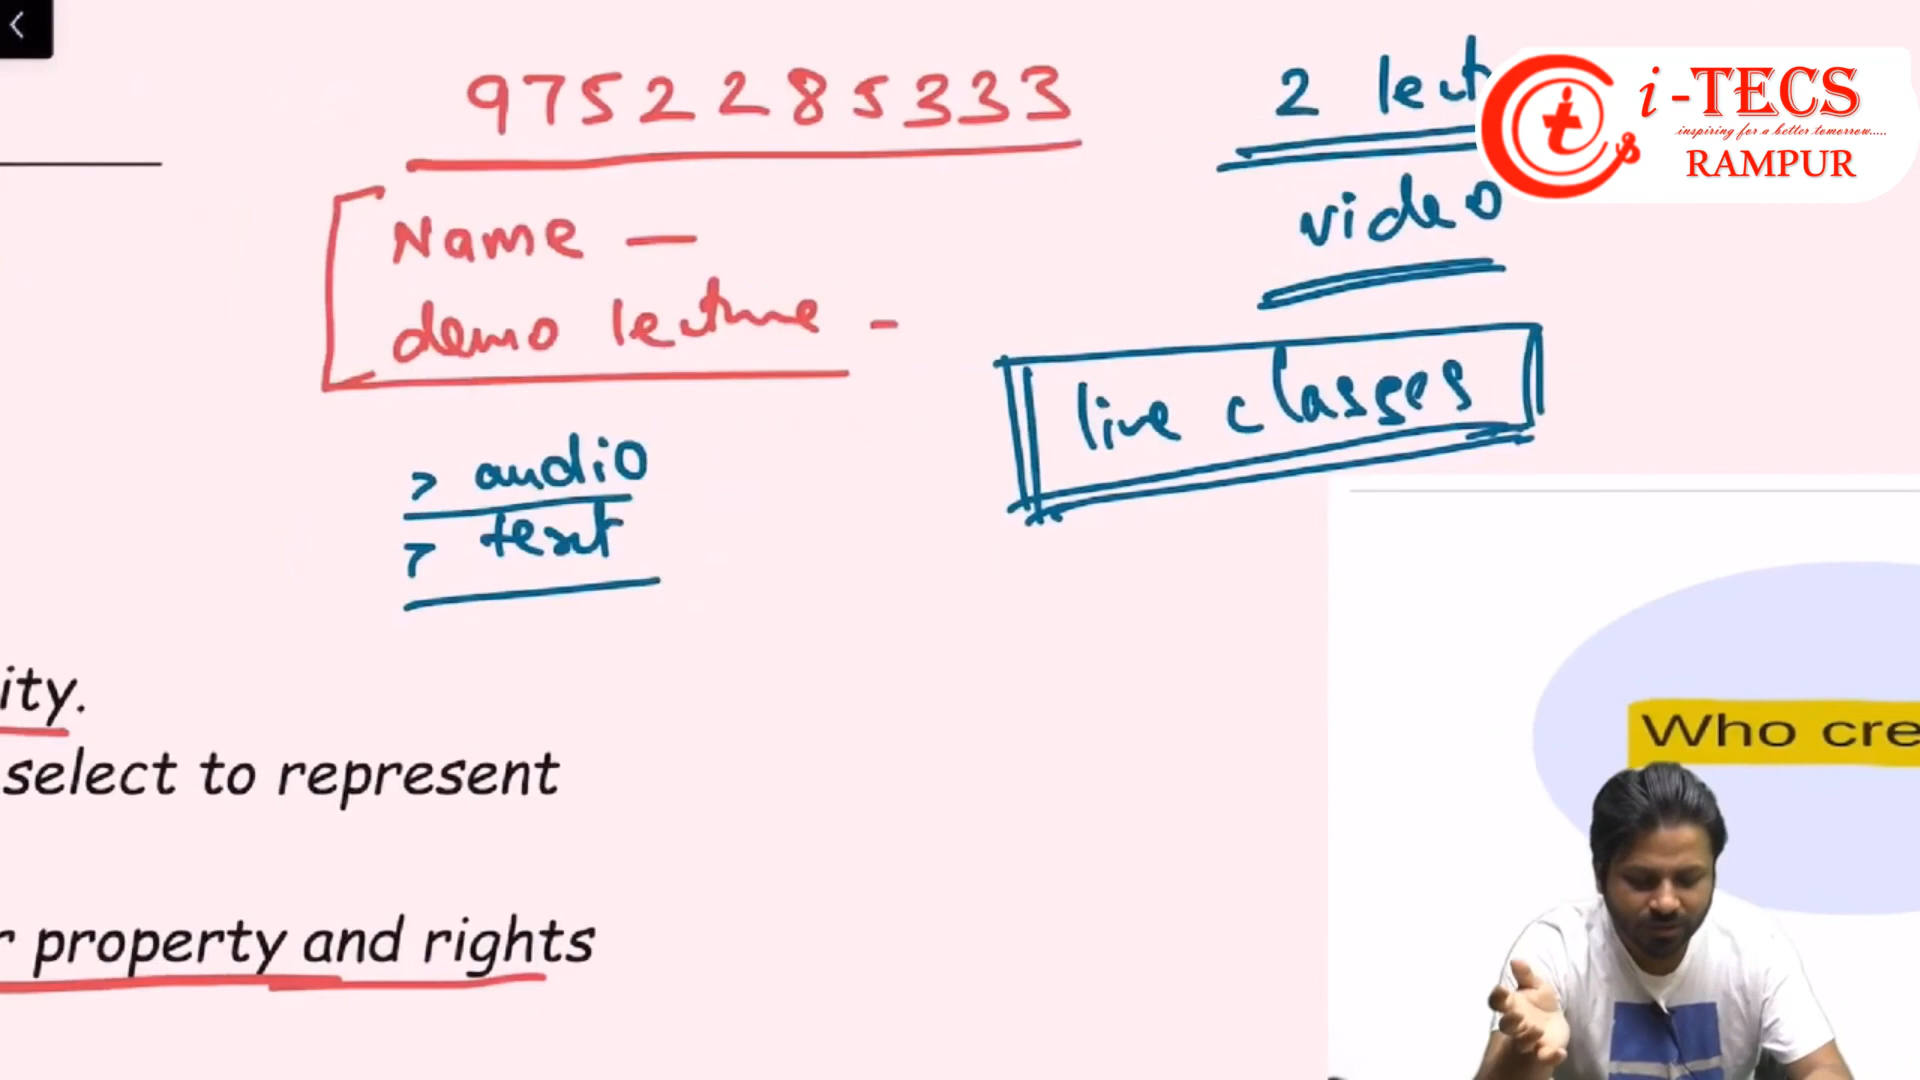 9752285333
Name —
demo lecture -
> audio
> text
2 lect
video
live classes
i-TECS
inspiring for a better tomorrow.....
RAMPUR
ity.
select to represent
r property and rights
Who cre